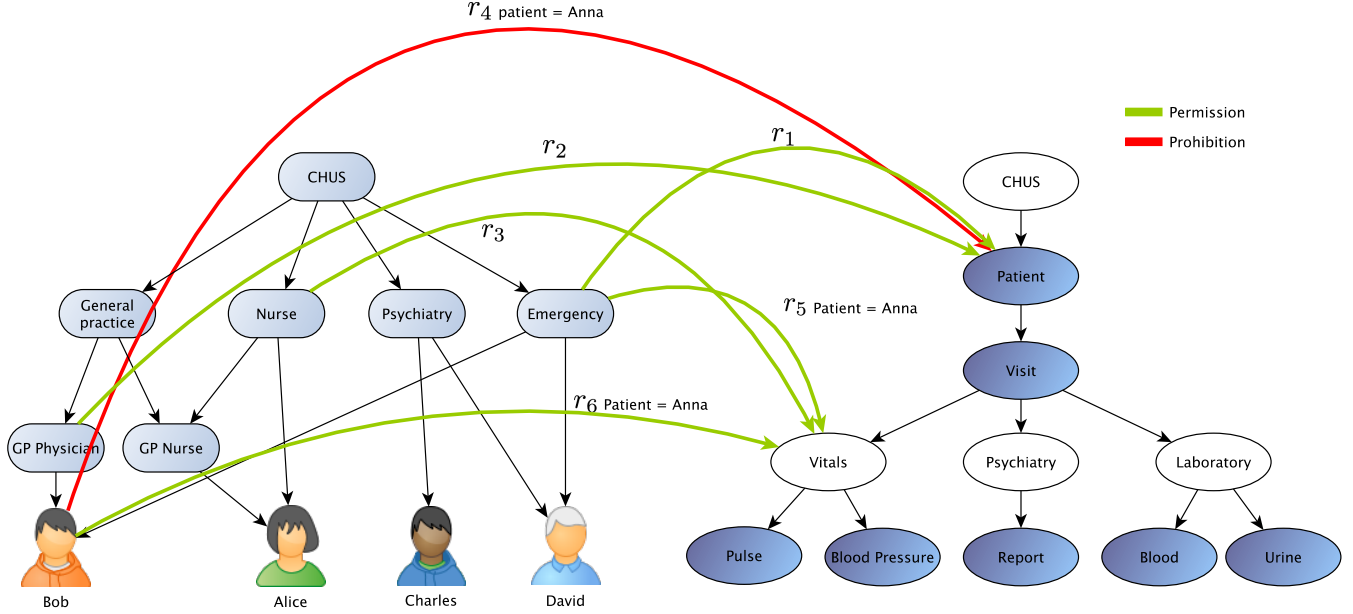 r4 patient = Anna
Permission
r2
r1
Prohibition
CHUS
CHUS
r3
Patient
General
practice
Nurse
Psychiatry
Emergency
r5 Patient = Anna
Visit
r6 Patient = Anna
GP Physician
GP Nurse
Vitals
Psychiatry
Laboratory
Pulse
Blood Pressure
Report
Blood
Urine
Bob
Alice
Charles
David